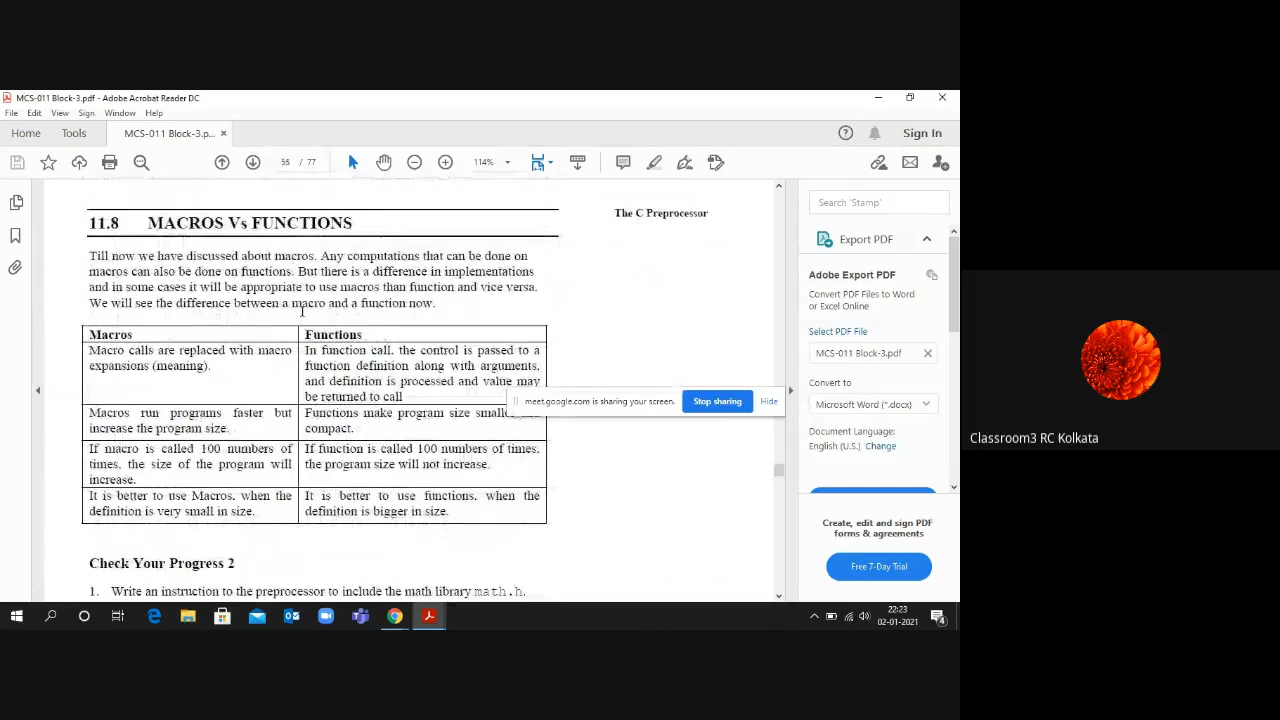 MCS-011 Block-3.pdf - Adobe Acrobat Reader DC
File Edit View Sign Window Help
Home Tools MCS-011 Block-3.p... × Sign In
55 / 77 114%
11.8 MACROS Vs FUNCTIONS
The C Preprocessor
Till now we have discussed about macros. Any computations that can be done on
macros can also be done on functions. But there is a difference in implementations
and in some cases it will be appropriate to use macros than function and vice versa.
We will see the difference between a macro and a function now.
Macros
Macro calls are replaced with macro
expansions (meaning).
Functions
In function call, the control is passed to a
function definition along with arguments,
and definition is processed and value may
be returned to call
Macros run programs faster but
increase the program size.
Functions make program size smaller
compact.
If macro is called 100 numbers of
times, the size of the program will
increase.
If function is called 100 numbers of times,
the program size will not increase.
It is better to use Macros, when the
definition is very small in size.
It is better to use functions, when the
definition is bigger in size.
Check Your Progress 2
1. Write an instruction to the preprocessor to include the math library math.h.
meet.google.com is sharing your screen. Stop sharing Hide
Search 'Stamp'
Export PDF
Adobe Export PDF
Convert PDF Files to Word
or Excel Online
Select PDF File
MCS-011 Block-3.pdf
Convert to
Microsoft Word (*.docx)
Document Language:
English (U.S.) Change
Create, edit and sign PDF
forms & agreements
Free 7-Day Trial
22:23
02-01-2021
4
Classroom3 RC Kolkata